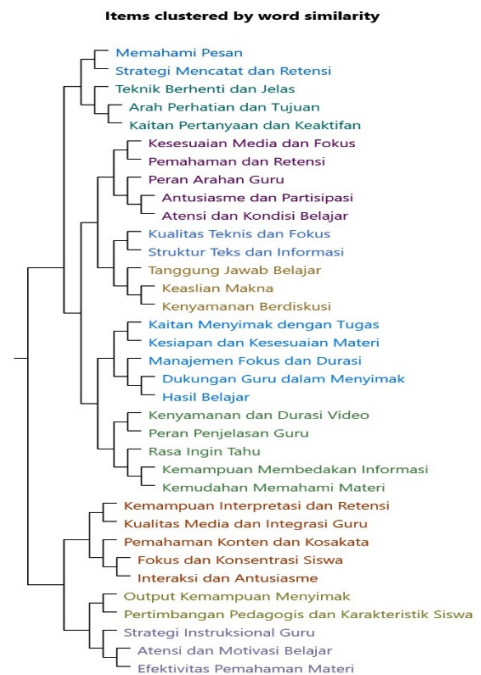 Items clustered by word similarity
Memahami Pesan
Strategi Mencatat dan Retensi
Teknik Berhenti dan Jelas
Arah Perhatian dan Tujuan
Kaitan Pertanyaan dan Keaktifan
Kesesuaian Media dan Fokus
Pemahaman dan Retensi
Peran Arahan Guru
Antusiasme dan Partisipasi
Atensi dan Kondisi Belajar
Kualitas Teknis dan Fokus
Struktur Teks dan Informasi
Tanggung Jawab Belajar
Keaslian Makna
Kenyamanan Berdiskusi
Kaitan Menyimak dengan Tugas
Kesiapan dan Kesesuaian Materi
Manajemen Fokus dan Durasi
Dukungan Guru dalam Menyimak
Hasil Belajar
Kenyamanan dan Durasi Video
Peran Penjelasan Guru
Rasa Ingin Tahu
Kemampuan Membedakan Informasi
Kemudahan Memahami Materi
Kemampuan Interpretasi dan Retensi
Kualitas Media dan Integrasi Guru
Pemahaman Konten dan Kosakata
Fokus dan Konsentrasi Siswa
Interaksi dan Antusiasme
Output Kemampuan Menyimak
Pertimbangan Pedagogis dan Karakteristik Siswa
Strategi Instruksional Guru
Atensi dan Motivasi Belajar
Efektivitas Pemahaman Materi